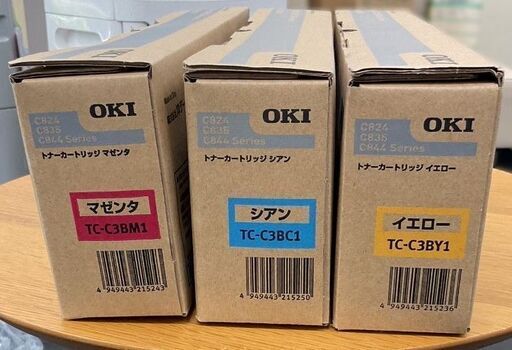 C824
C835
C844 Series
OKI
トナーカートリッジ マゼンタ
マゼンタ
TC-C3BM1
4 949443 215243
C824
C835
C844 Series
OKI
トナーカートリッジ シアン
シアン
TC-C3BC1
4 949443 215250
C824
C835
C844 Series
OKI
トナーカートリッジ イエロー
イエロー
TC-C3BY1
4 949443 215236